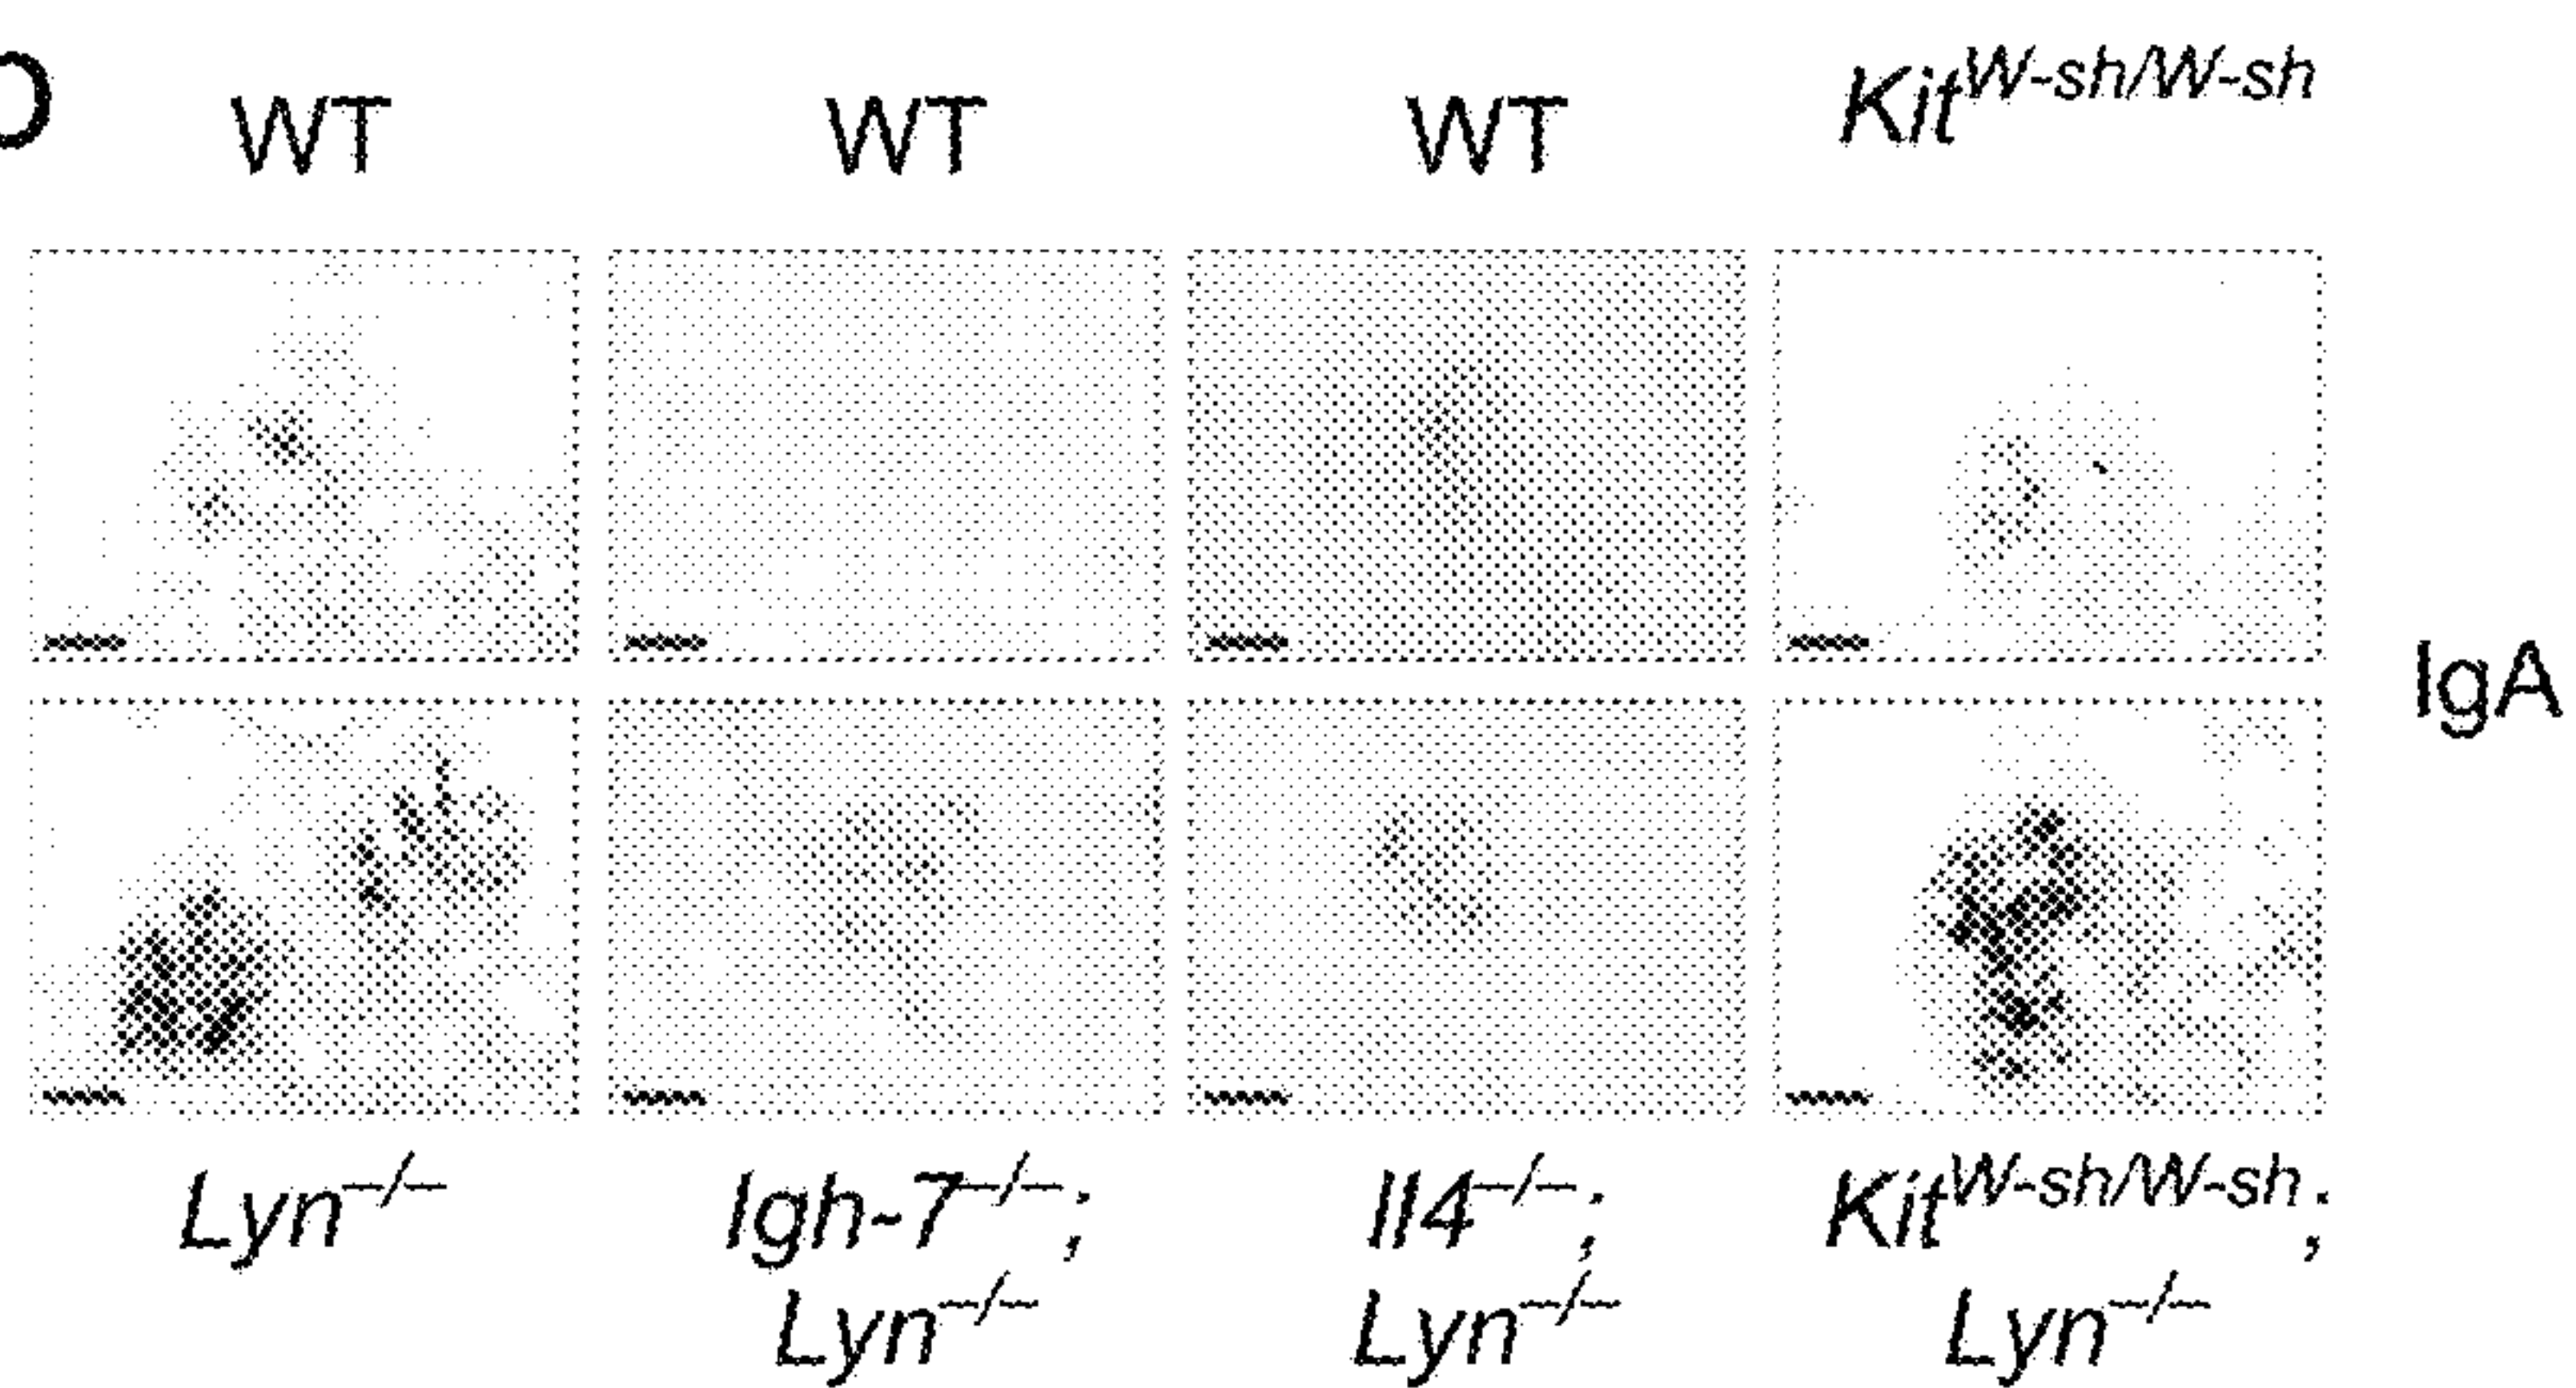 WT WT WT Kit^W-sh/W-sh
IgA
Lyn^−/− Igh-7^−/−; Il4^−/−; Kit^W-sh/W-sh;
Lyn^−/− Lyn^−/− Lyn^−/−